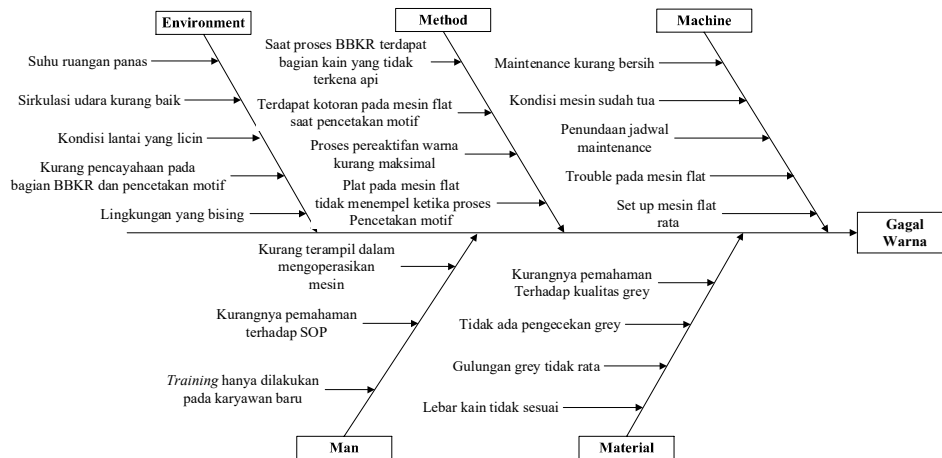 Environment
Method
Machine
Suhu ruangan panas
Sirkulasi udara kurang baik
Kondisi lantai yang licin
Kurang pencayahaan pada
bagian BBKR dan pencetakan motif
Lingkungan yang bising
Saat proses BBKR terdapat
bagian kain yang tidak
terkena api
Terdapat kotoran pada mesin flat
saat pencetakan motif
Proses pereaktifan warna
kurang maksimal
Plat pada mesin flat
tidak menempel ketika proses
Pencetakan motif
Maintenance kurang bersih
Kondisi mesin sudah tua
Penundaan jadwal
maintenance
Trouble pada mesin flat
Set up mesin flat
rata
Gagal
Warna
Kurang terampil dalam
mengoperasikan
mesin
Kurangnya pemahaman
terhadap SOP
Training hanya dilakukan
pada karyawan baru
Kurangnya pemahaman
Terhadap kualitas grey
Tidak ada pengecekan grey
Gulungan grey tidak rata
Lebar kain tidak sesuai
Man
Material